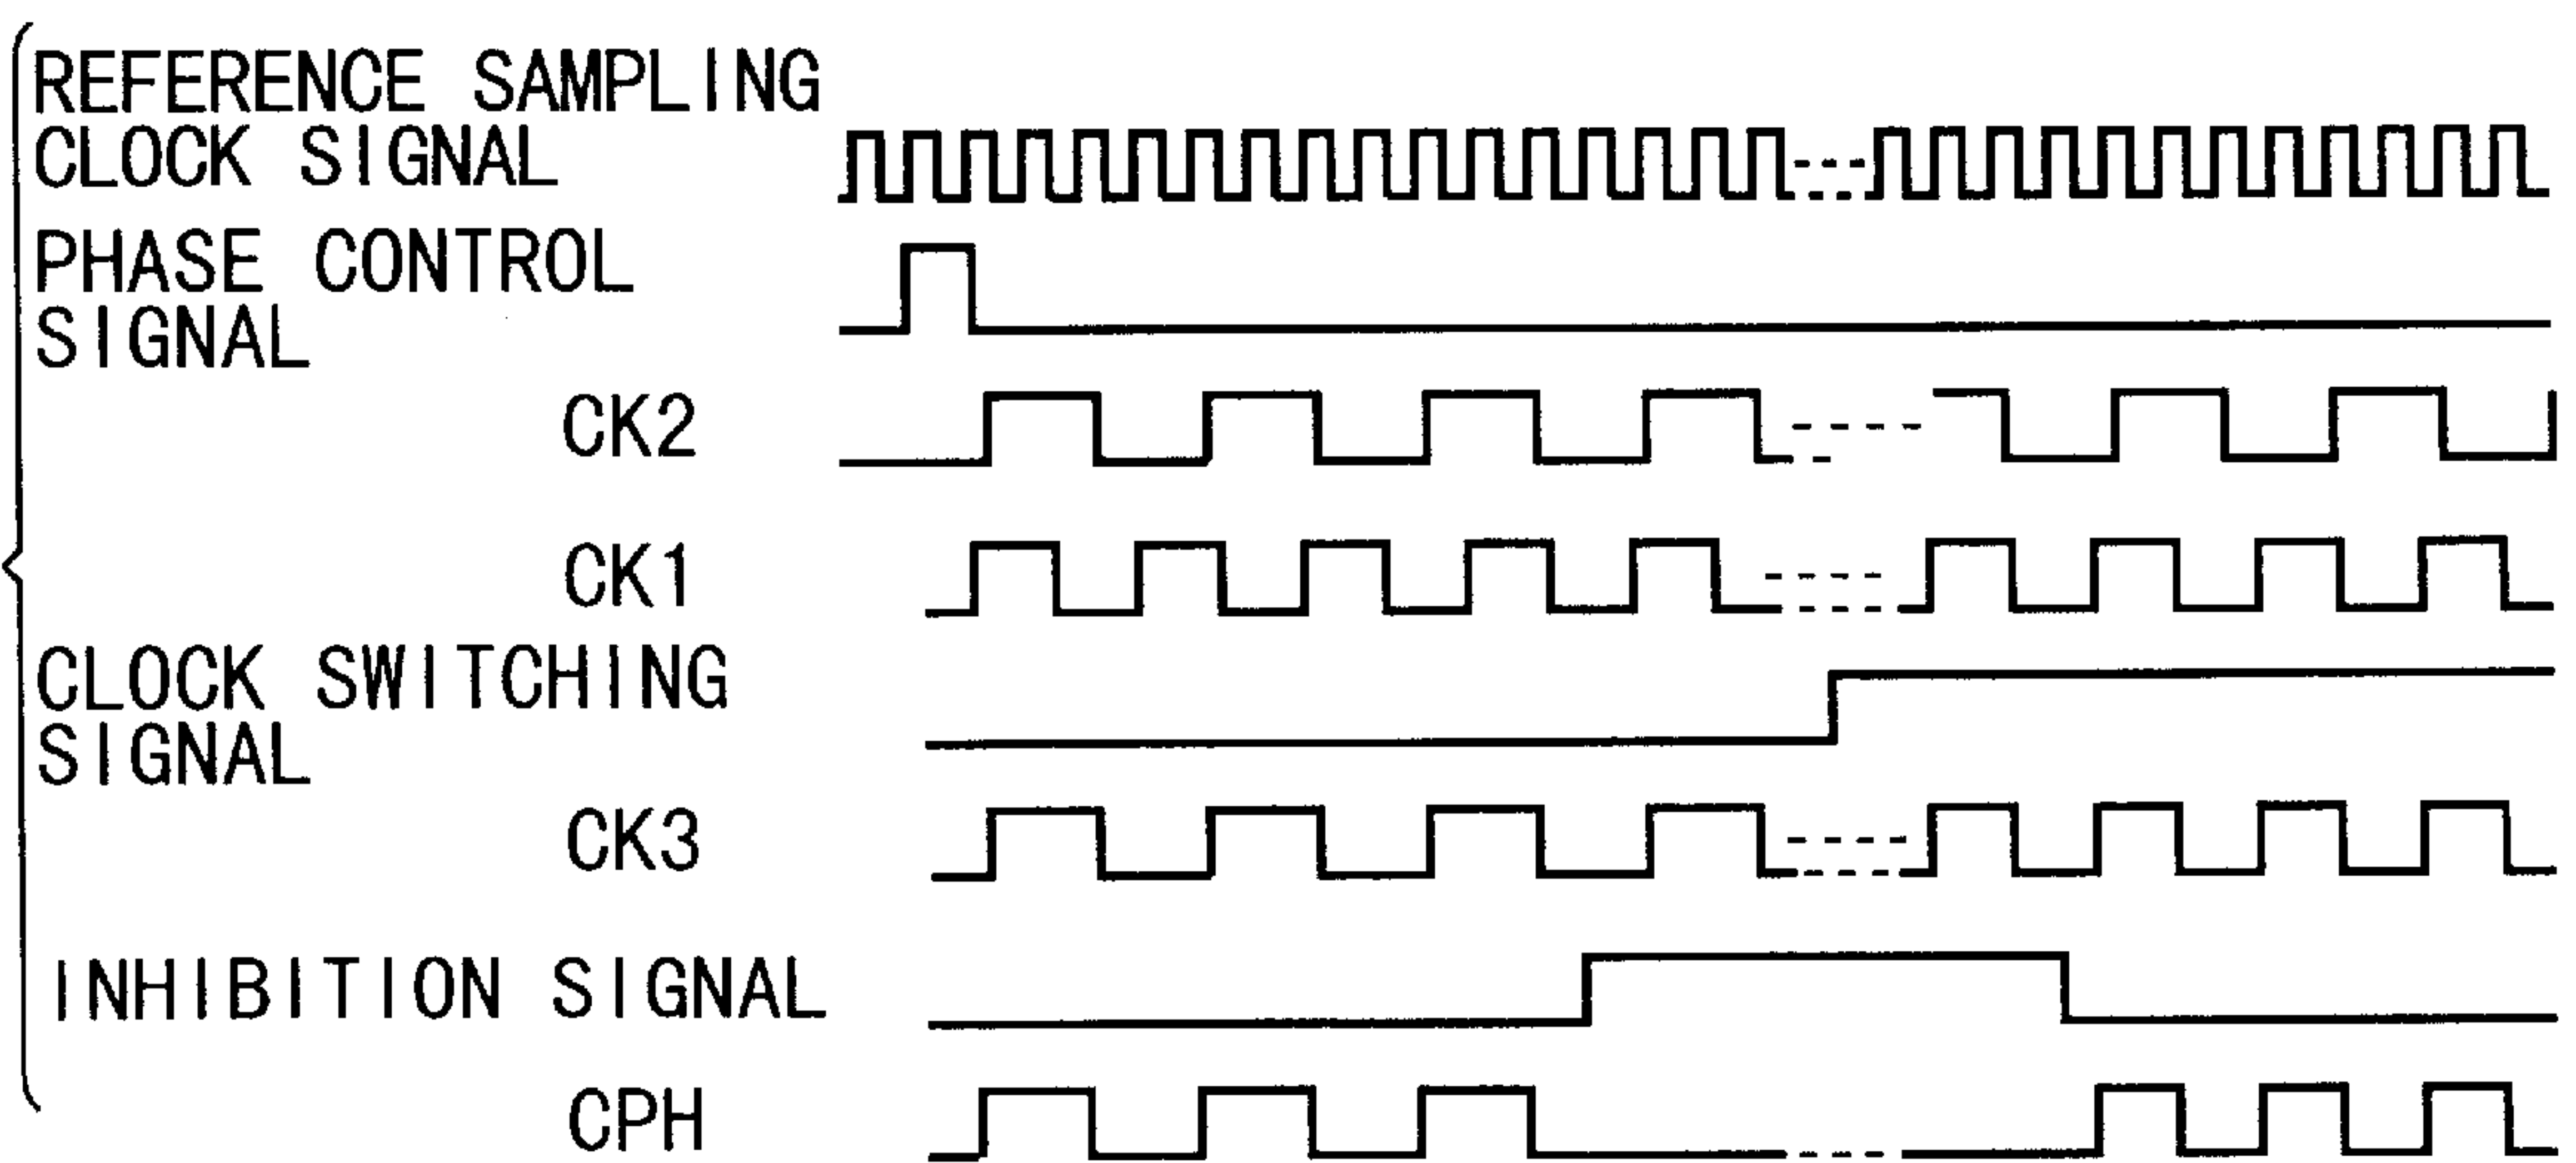 REFERENCE SAMPLING
CLOCK SIGNAL
PHASE CONTROL
SIGNAL
CK2
CK1
CLOCK SWITCHING
SIGNAL
CK3
INHIBITION SIGNAL
CPH